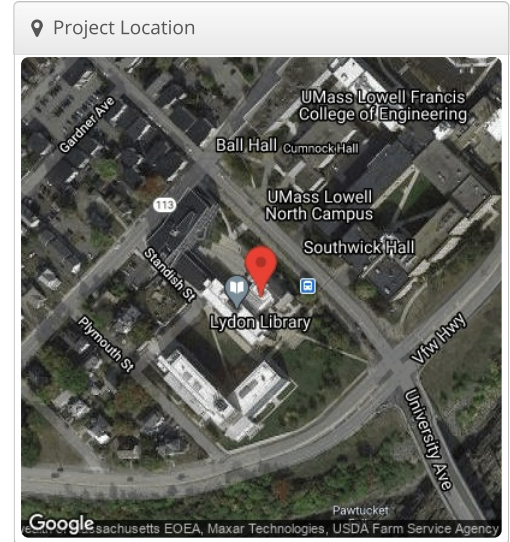 Project Location
Gardner Ave
UMass Lowell Francis
College of Engineering
Ball Hall
Cumnock Hall
UMass Lowell
North Campus
113
Southwick Hall
Standish St
Lydon Library
Plymouth St
Vfw Hwy
University Ave
Pawtucket
Google
Massachusetts EOEA, Maxar Technologies, USDA Farm Service Agency